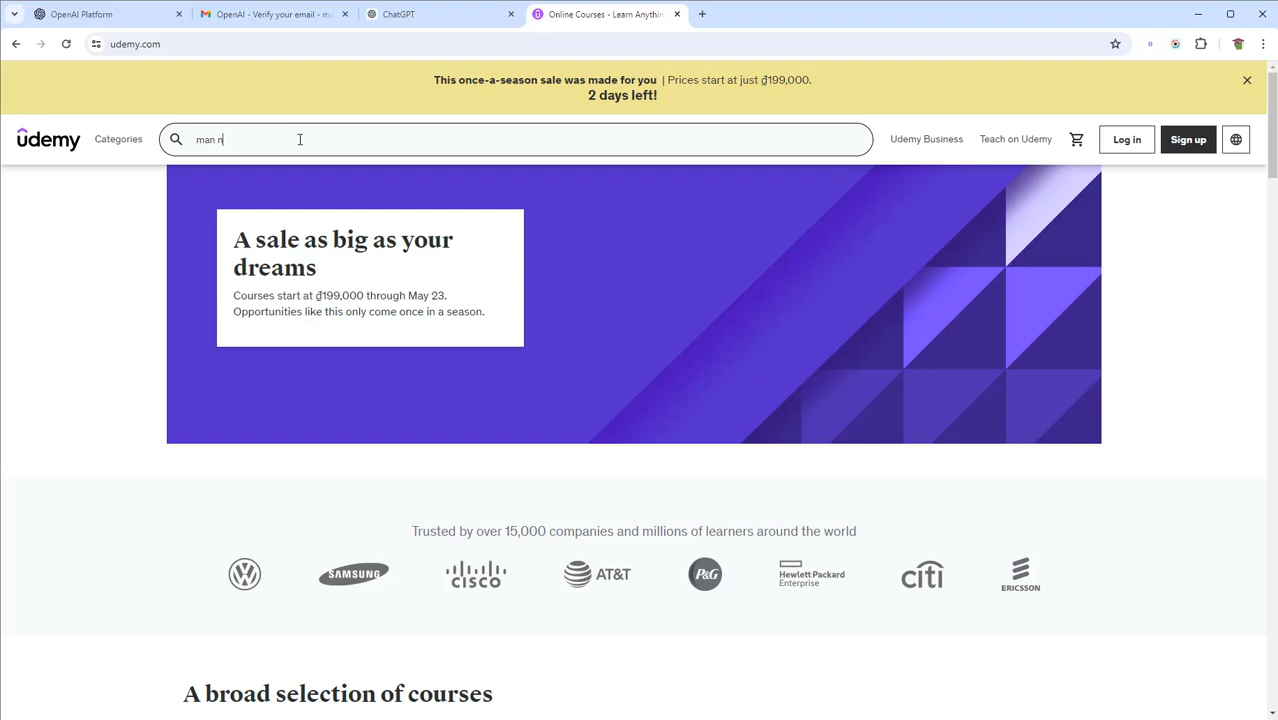 OpenAI Platform
OpenAI - Verify your email - ma
ChatGPT
Online Courses - Learn Anythin
udemy.com
This once-a-season sale was made for you | Prices start at just ₫199,000.
2 days left!
udemy
Categories
man n
Udemy Business
Teach on Udemy
Log in
Sign up
A sale as big as your
dreams
Courses start at ₫199,000 through May 23.
Opportunities like this only come once in a season.
Trusted by over 15,000 companies and millions of learners around the world
SAMSUNG
CISCO
AT&T
P&G
Hewlett Packard
Enterprise
citi
ERICSSON
A broad selection of courses